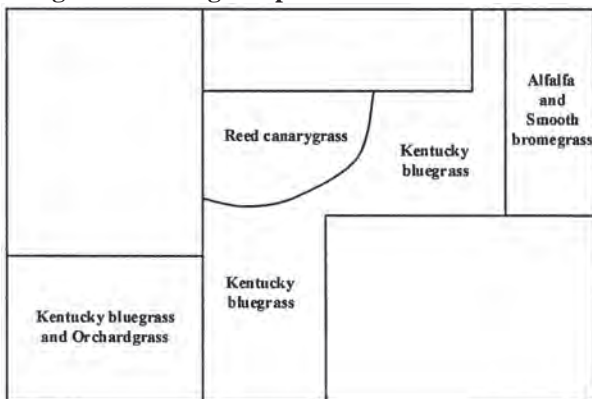 Alfalfa
and
Smooth
bromegrass
Reed canarygrass
Kentucky
bluegrass
Kentucky
bluegrass
Kentucky bluegrass
and Orchardgrass